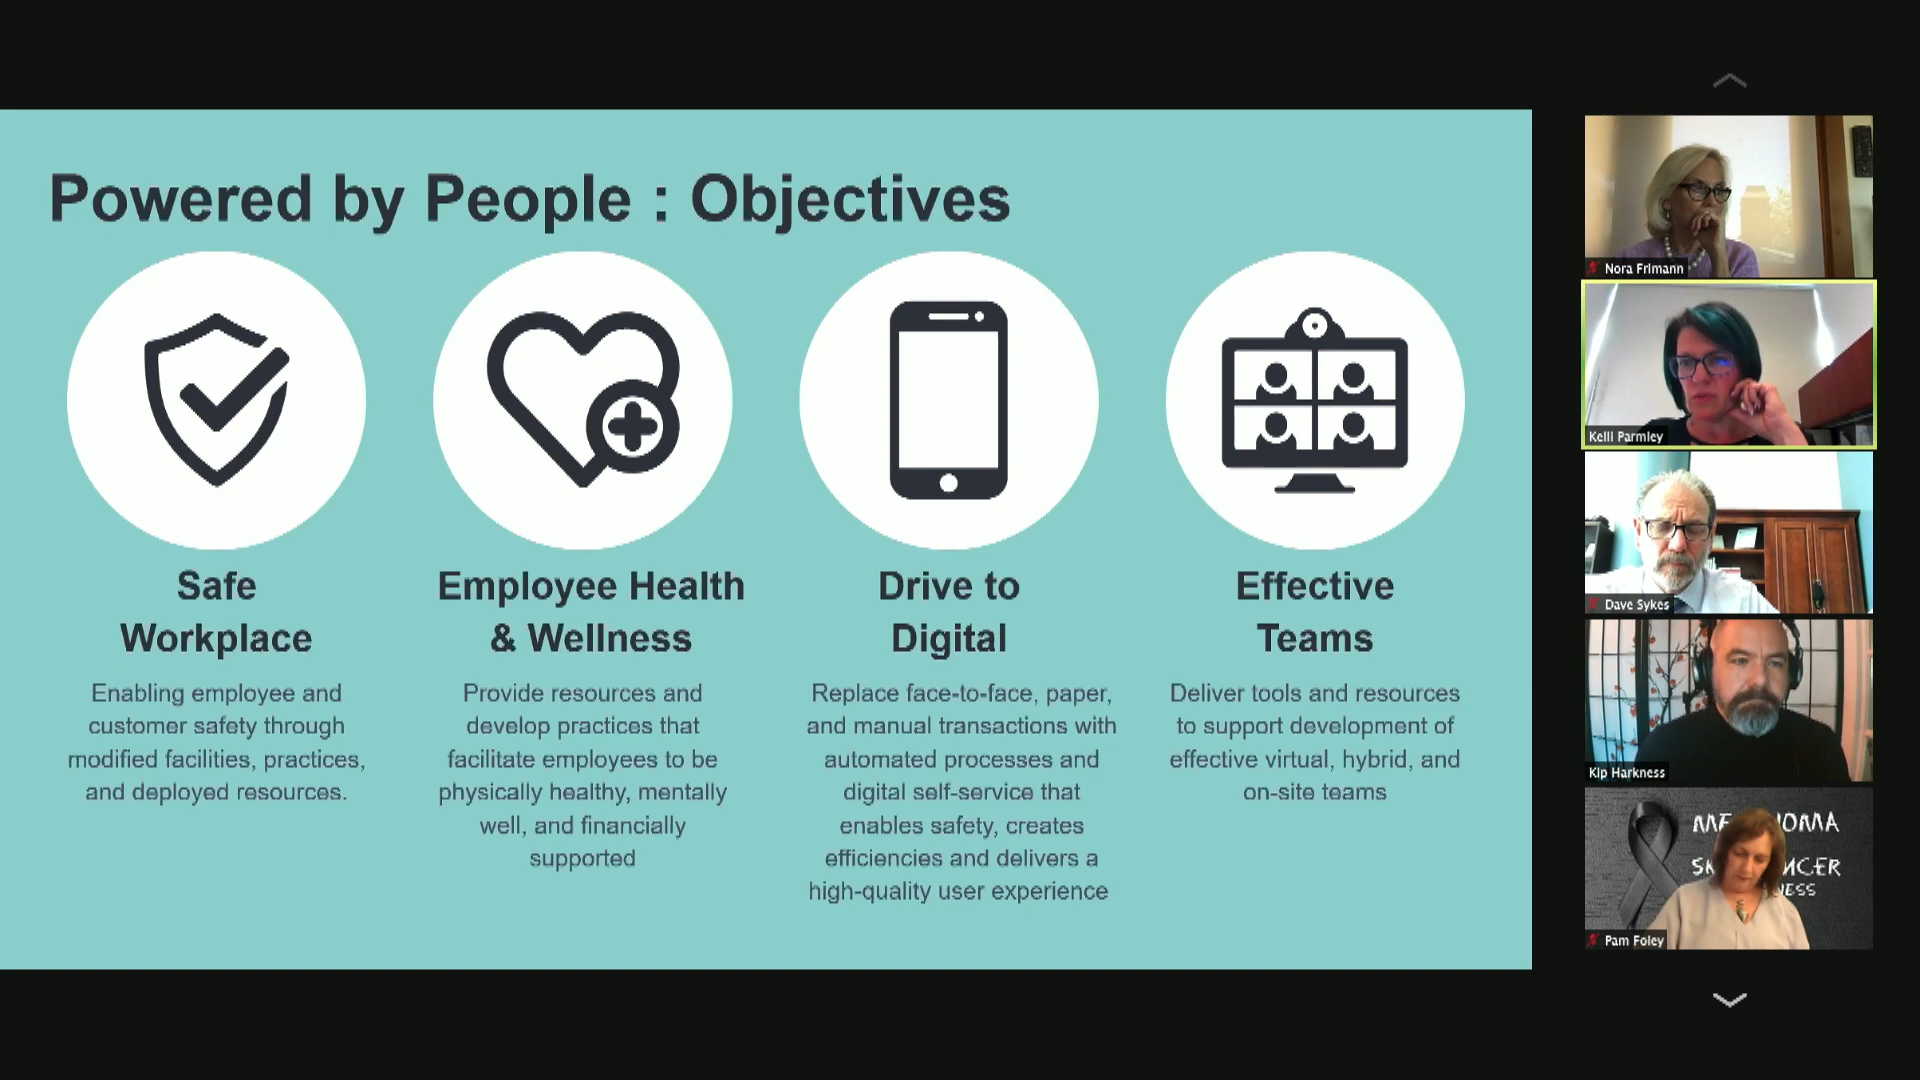 Powered by People : Objectives
Safe
Workplace
Enabling employee and
customer safety through
modified facilities, practices,
and deployed resources.
Employee Health
& Wellness
Provide resources and
develop practices that
facilitate employees to be
physically healthy, mentally
well, and financially
supported
Drive to
Digital
Replace face-to-face, paper,
and manual transactions with
automated processes and
digital self-service that
enables safety, creates
efficiencies and delivers a
high-quality user experience
Effective
Teams
Deliver tools and resources
to support development of
effective virtual, hybrid, and
on-site teams
Nora Frimann
Kelli Parmley
Dave Sykes
Kip Harkness
Pam Foley